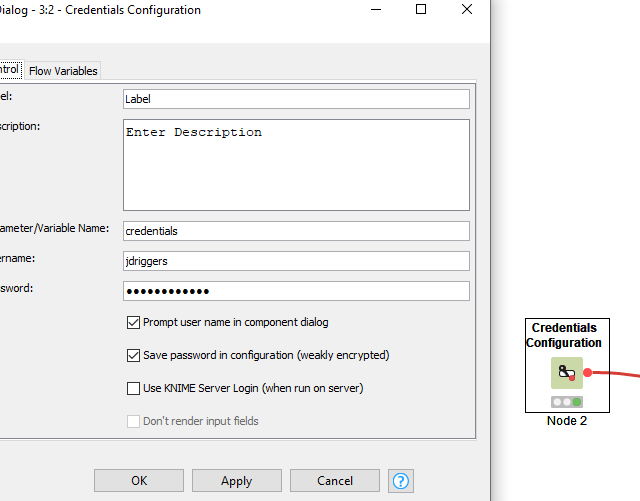 Dialog - 3:2 - Credentials Configuration
ntrol
Flow Variables
el:
Label
scription:
Enter Description
ameter/Variable Name:
credentials
ername:
jdriggers
ssword:
Prompt user name in component dialog
Save password in configuration (weakly encrypted)
Use KNIME Server Login (when run on server)
Don't render input fields
OK
Apply
Cancel
?
Credentials
Configuration
Node 2